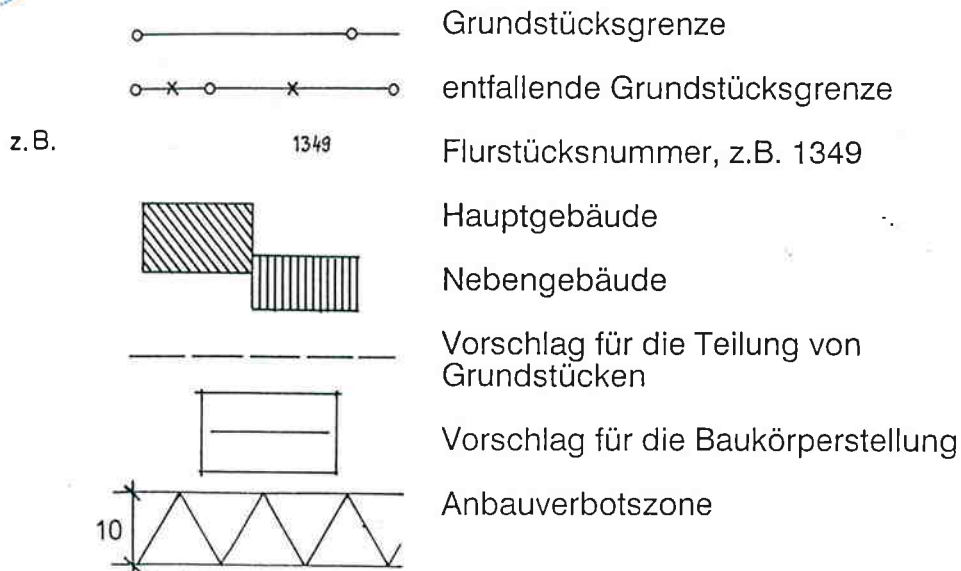 Grundstücksgrenze
entfallende Grundstücksgrenze
z.B. 1349 Flurstücksnummer, z.B. 1349
Hauptgebäude
Nebengebäude
Vorschlag für die Teilung von
Grundstücken
Vorschlag für die Baukörperstellung
10 Anbauverbotszone